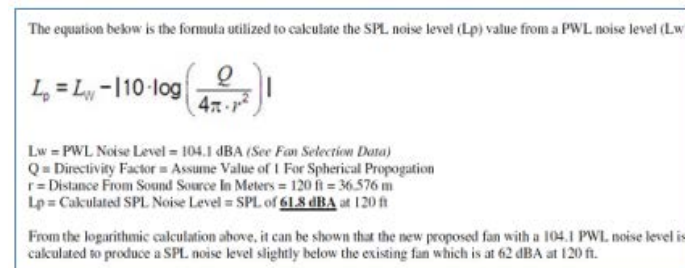 The equation below is the formula utilized to calculate the SPL noise level (Lp) value from a PWL noise level (Lw
Lp = LW – |10·log(Q / 4π·r²)|
Lw = PWL Noise Level = 104.1 dBA (See Fan Selection Data)
Q = Directivity Factor = Assume Value of 1 For Spherical Propogation
r = Distance From Sound Source In Meters = 120 ft = 36.576 m
Lp = Calculated SPL Noise Level = SPL of 61.8 dBA at 120 ft
From the logarithmic calculation above, it can be shown that the new proposed fan with a 104.1 PWL noise level is
calculated to produce a SPL noise level slightly below the existing fan which is at 62 dBA at 120 ft.